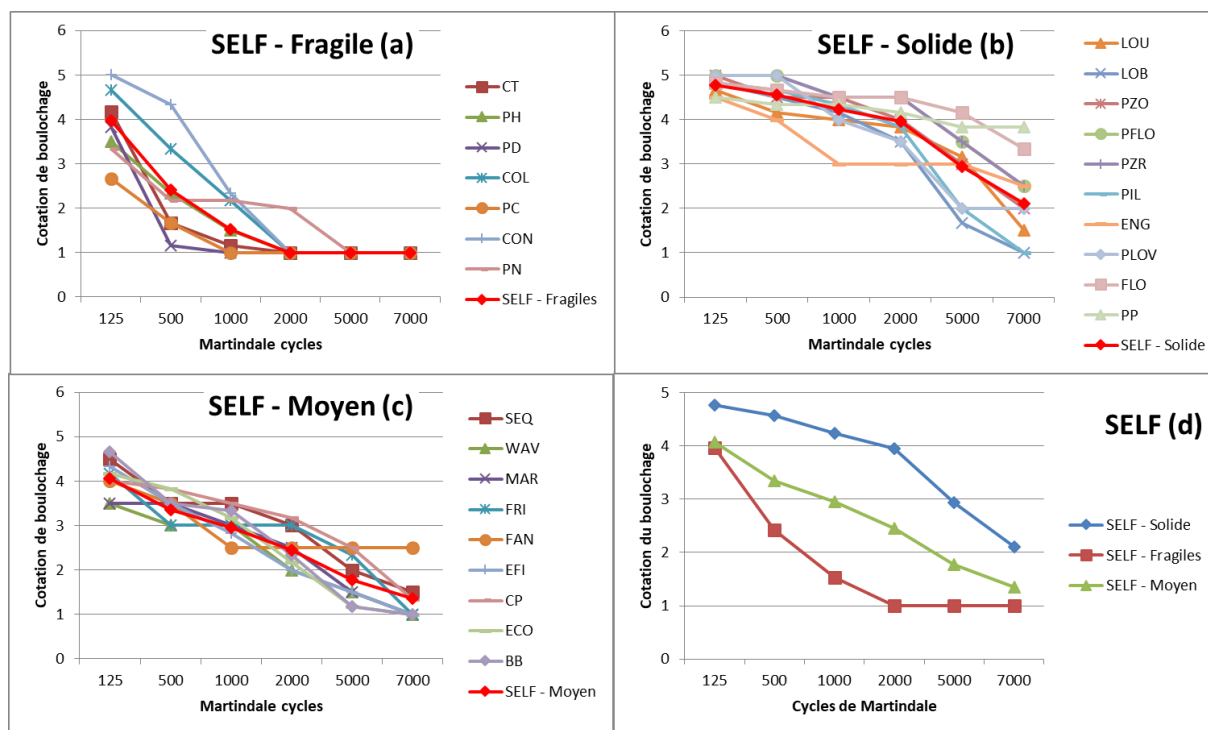 SELF - Fragile (a)
6
5
4
3
2
1
0
Cotation de boulochage
125 500 1000 2000 5000 7000
Martindale cycles
CT
PH
PD
COL
PC
CON
PN
SELF - Fragiles
SELF - Solide (b)
6
5
4
3
2
1
0
Cotation de boulochage
125 500 1000 2000 5000 7000
Martindale cycles
LOU
LOB
PZO
PFLO
PZR
PIL
ENG
PLOV
FLO
PP
SELF - Solide
SELF - Moyen (c)
6
5
4
3
2
1
0
Cotation de boulochage
125 500 1000 2000 5000 7000
Martindale cycles
SEQ
WAV
MAR
FRI
FAN
EFI
CP
ECO
BB
SELF - Moyen
SELF (d)
5
4
3
2
1
0
Cotation du boulochage
125 500 1000 2000 5000 7000
Cycles de Martindale
SELF - Solide
SELF - Fragiles
SELF - Moyen